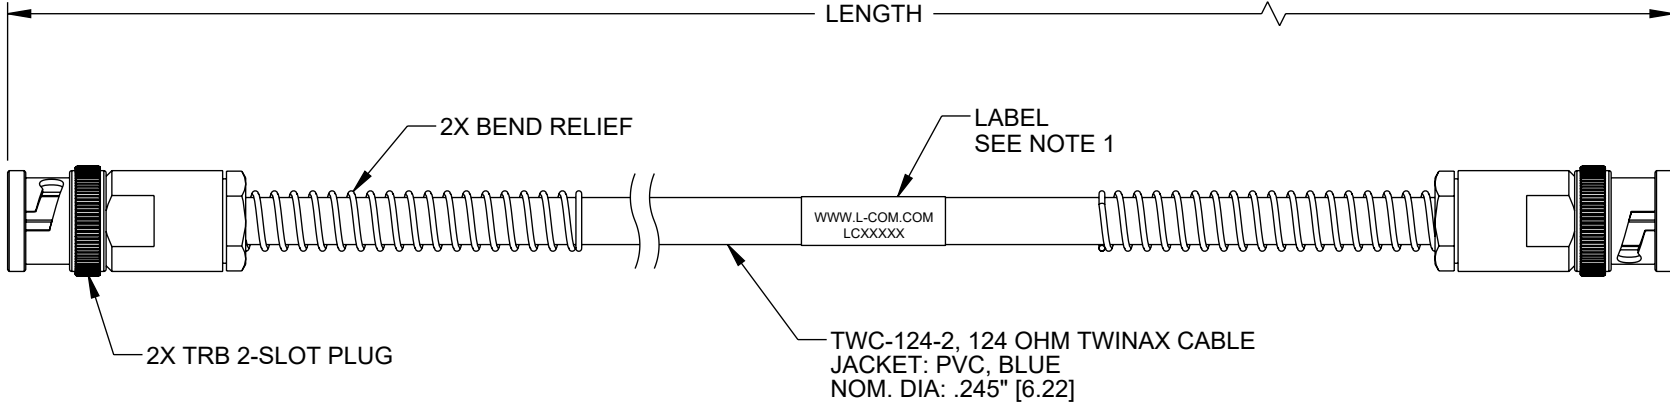 LENGTH
2X BEND RELIEF
LABEL
SEE NOTE 1
WWW.L-COM.COM
LCXXXXX
2X TRB 2-SLOT PLUG
TWC-124-2, 124 OHM TWINAX CABLE
JACKET: PVC, BLUE
NOM. DIA: .245" [6.22]